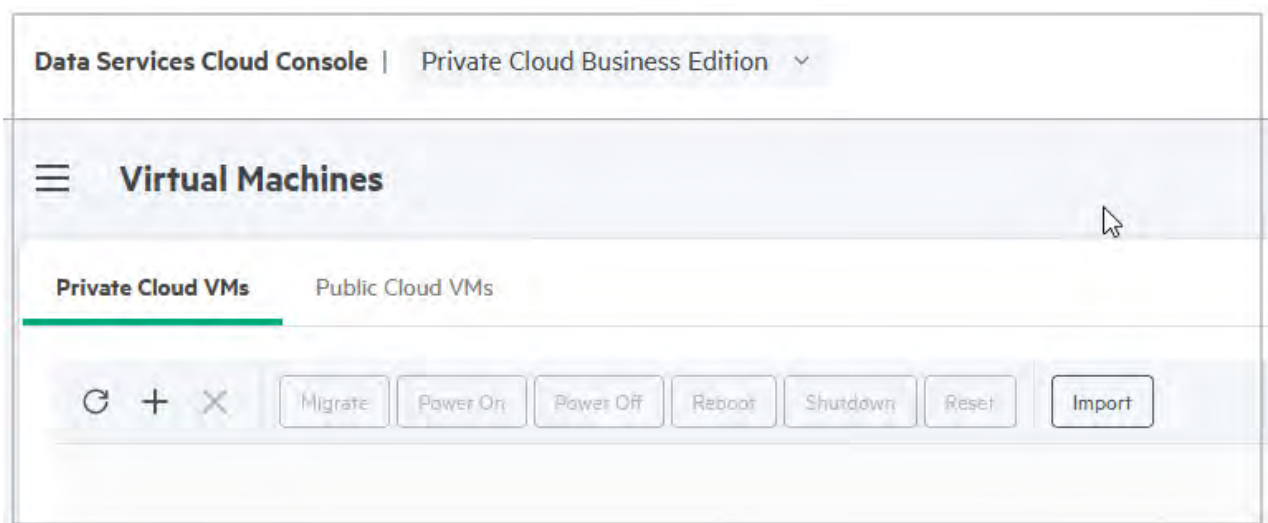 Data Services Cloud Console | Private Cloud Business Edition
Virtual Machines
Private Cloud VMs Public Cloud VMs
Migrate Power On Power Off Reboot Shutdown Reset Import